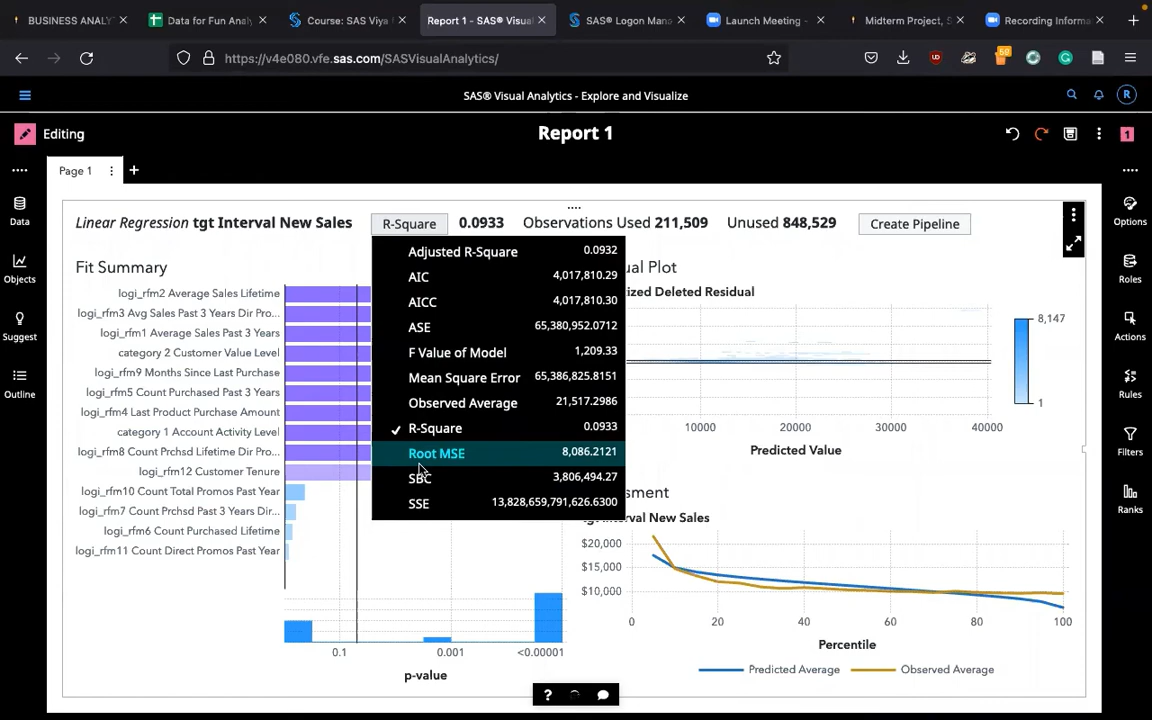 BUSINESS ANALY
Data for Fun Analy
Course: SAS Viya
Report 1 - SAS® Visual
SAS® Logon Mana
Launch Meeting -
Midterm Project, S
Recording Informa
https://v4e080.vfe.sas.com/SASVisualAnalytics/
59
SAS® Visual Analytics - Explore and Visualize
R
Editing
Report 1
1
Page 1
Data
Objects
Suggest
Outline
Linear Regression tgt Interval New Sales
R-Square
0.0933
Observations Used 211,509
Unused 848,529
Create Pipeline
Fit Summary
logi_rfm2 Average Sales Lifetime
logi_rfm3 Avg Sales Past 3 Years Dir Pro...
logi_rfm1 Average Sales Past 3 Years
category 2 Customer Value Level
logi_rfm9 Months Since Last Purchase
logi_rfm5 Count Purchased Past 3 Years
logi_rfm4 Last Product Purchase Amount
category 1 Account Activity Level
logi_rfm8 Count Prchsd Lifetime Dir Pro...
logi_rfm12 Customer Tenure
logi_rfm10 Count Total Promos Past Year
logi_rfm7 Count Prchsd Past 3 Years Dir...
logi_rfm6 Count Purchased Lifetime
logi_rfm11 Count Direct Promos Past Year
0.1
0.001
<0.00001
p-value
Adjusted R-Square 0.0932
AIC 4,017,810.29
AICC 4,017,810.30
ASE 65,380,952.0712
F Value of Model 1,209.33
Mean Square Error 65,386,825.8151
Observed Average 21,517.2986
R-Square 0.0933
Root MSE 8,086.2121
SBC 3,806,494.27
SSE 13,828,659,791,626.6300
ual Plot
ized Deleted Residual
8,147
1
10000 20000 30000 40000
Predicted Value
sment
tgt Interval New Sales
$20,000
$15,000
$10,000
0 20 40 60 80 100
Percentile
Predicted Average
Observed Average
?
Options
Roles
Actions
Rules
Filters
Ranks